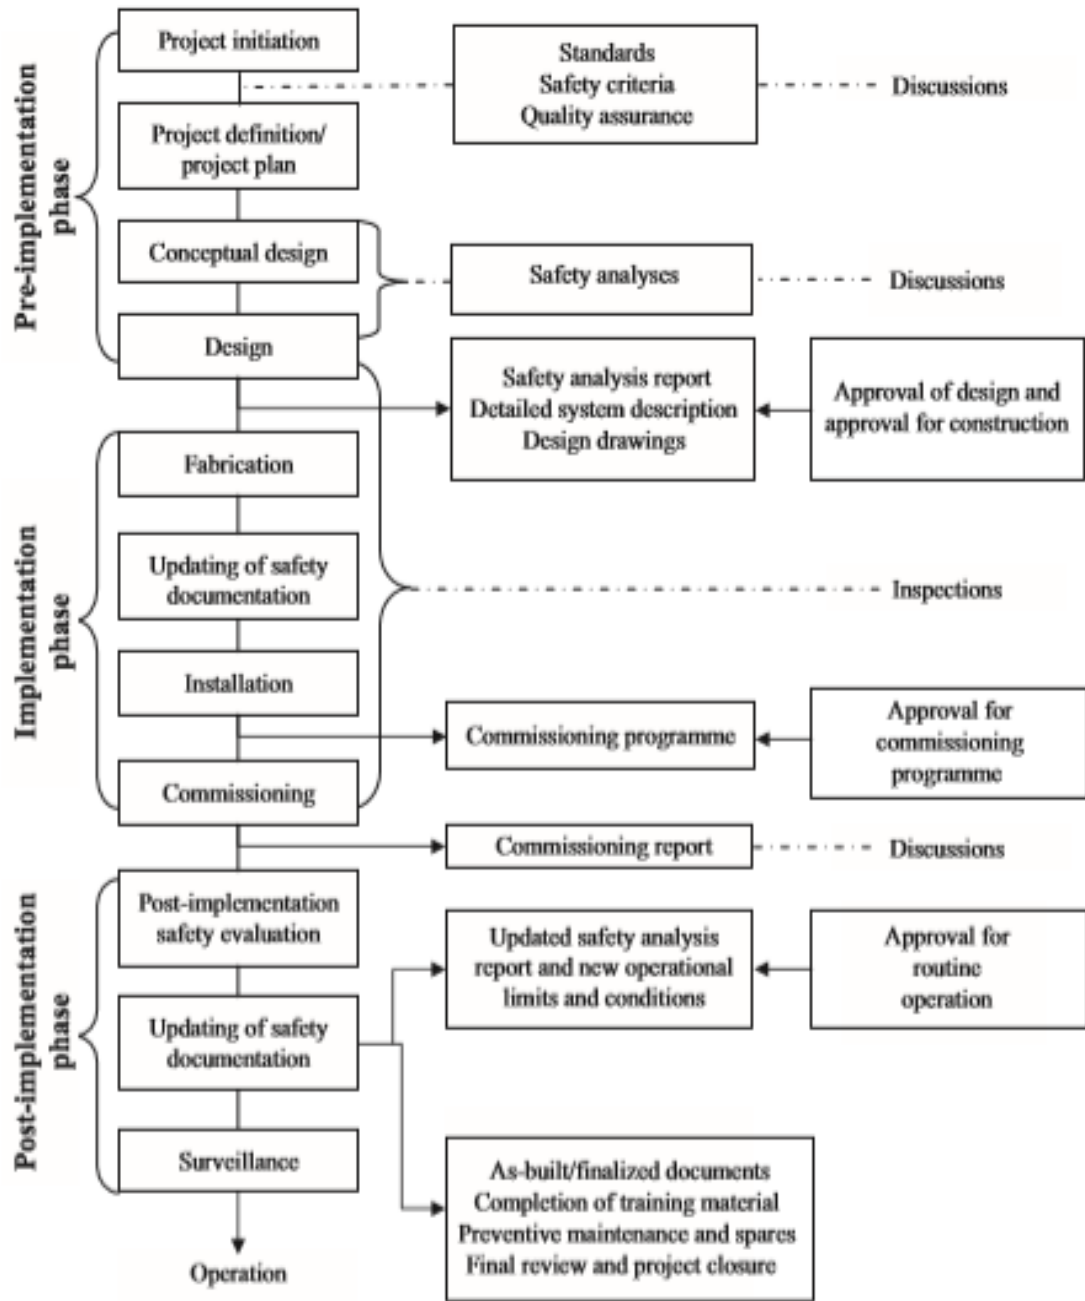 Pre-implementation
phase
Project initiation
Standards
Safety criteria
Quality assurance
Discussions
Project definition/
project plan
Conceptual design
Safety analyses
Discussions
Design
Safety analysis report
Detailed system description
Design drawings
Approval of design and
approval for construction
Implementation
phase
Fabrication
Updating of safety
documentation
Inspections
Installation
Commissioning programme
Approval for
commissioning
programme
Commissioning
Commissioning report
Discussions
Post-implementation
phase
Post-implementation
safety evaluation
Updated safety analysis
report and new operational
limits and conditions
Approval for
routine
operation
Updating of safety
documentation
Surveillance
As-built/finalized documents
Completion of training material
Preventive maintenance and spares
Final review and project closure
Operation